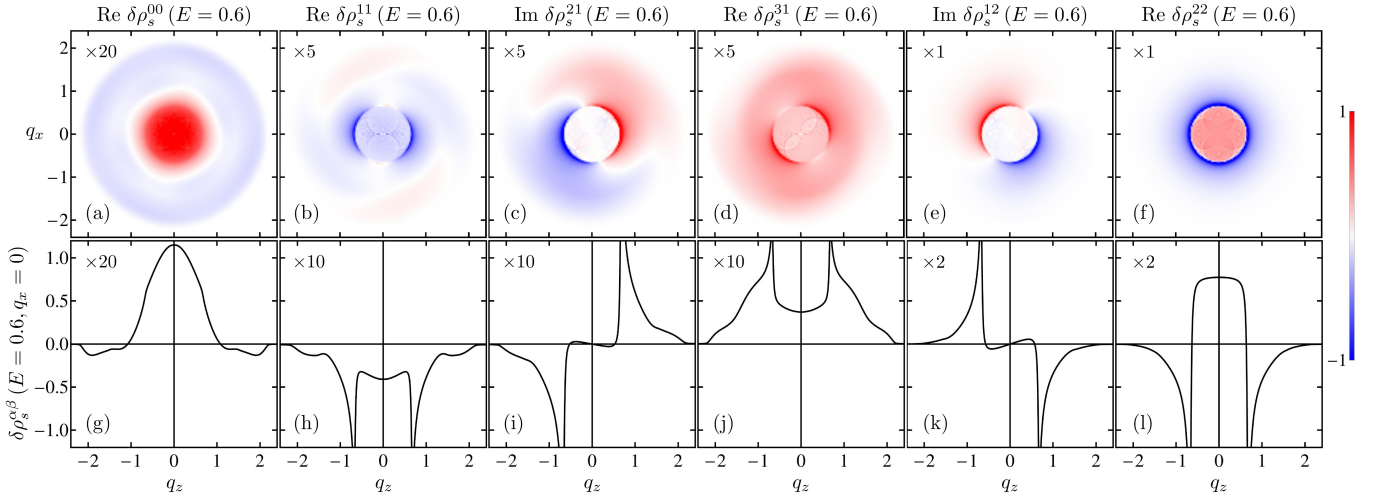 Re δρ_s^{00} (E = 0.6) Re δρ_s^{11} (E = 0.6) Im δρ_s^{21} (E = 0.6) Re δρ_s^{31} (E = 0.6) Im δρ_s^{12} (E = 0.6) Re δρ_s^{22} (E = 0.6)
2 ×20 ×5 ×5 ×5 ×1 ×1
1 1
q_x 0
−1
−2 (a) (b) (c) (d) (e) (f)
δρ_s^{αβ} (E = 0.6, q_x = 0)
1.0 ×20 ×10 ×10 ×10 ×2 ×2
0.5
0.0 −1
−0.5
−1.0 (g) (h) (i) (j) (k) (l)
−2 −1 0 1 2 −2 −1 0 1 2 −2 −1 0 1 2 −2 −1 0 1 2 −2 −1 0 1 2 −2 −1 0 1 2
q_z q_z q_z q_z q_z q_z